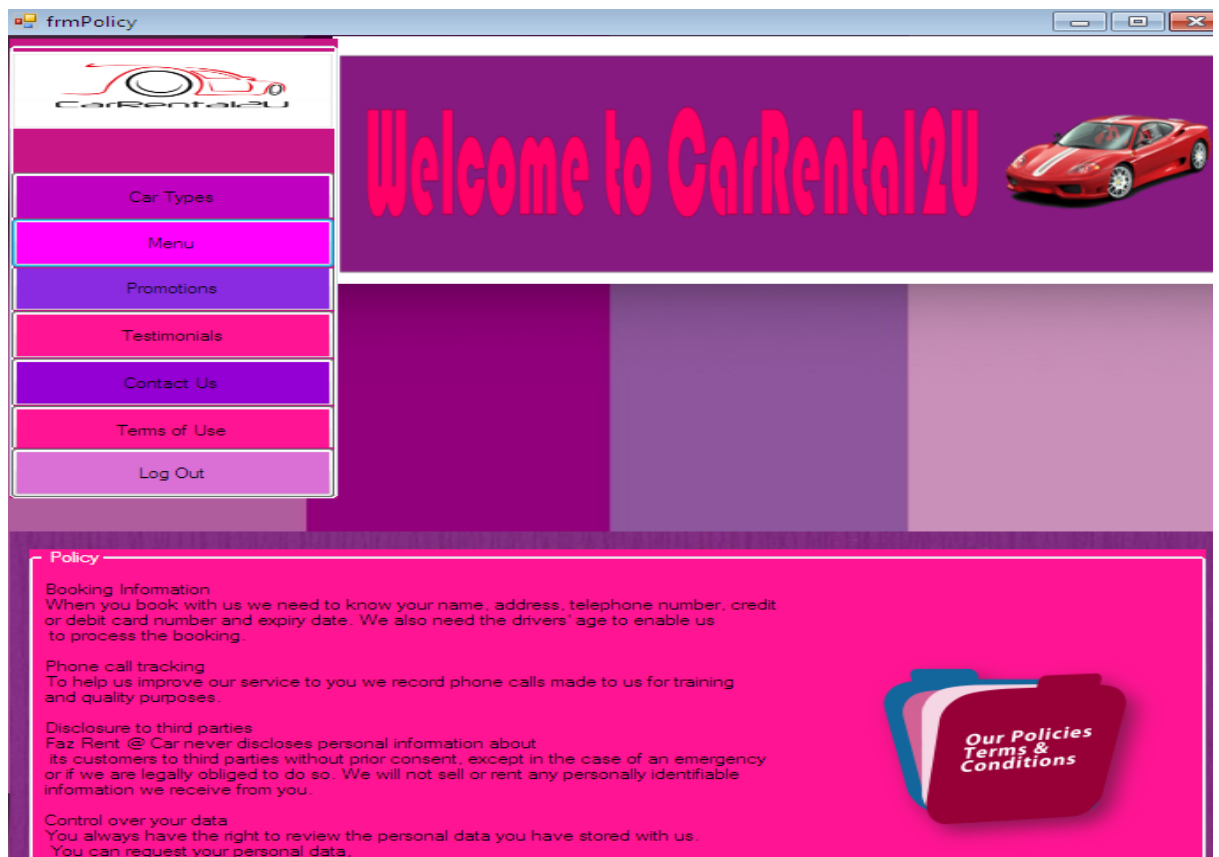 frmPolicy
CarRental2U
Welcome to CarRental2U
Car Types
Menu
Promotions
Testimonials
Contact Us
Terms of Use
Log Out
Policy
Booking Information
When you book with us we need to know your name, address, telephone number, credit
or debit card number and expiry date. We also need the drivers' age to enable us
to process the booking.
Phone call tracking
To help us improve our service to you we record phone calls made to us for training
and quality purposes.
Disclosure to third parties
Faz Rent @ Car never discloses personal information about
its customers to third parties without prior consent, except in the case of an emergency
or if we are legally obliged to do so. We will not sell or rent any personally identifiable
information we receive from you.
Control over your data
You always have the right to review the personal data you have stored with us.
You can request your personal data,
Our Policies
Terms &
Conditions